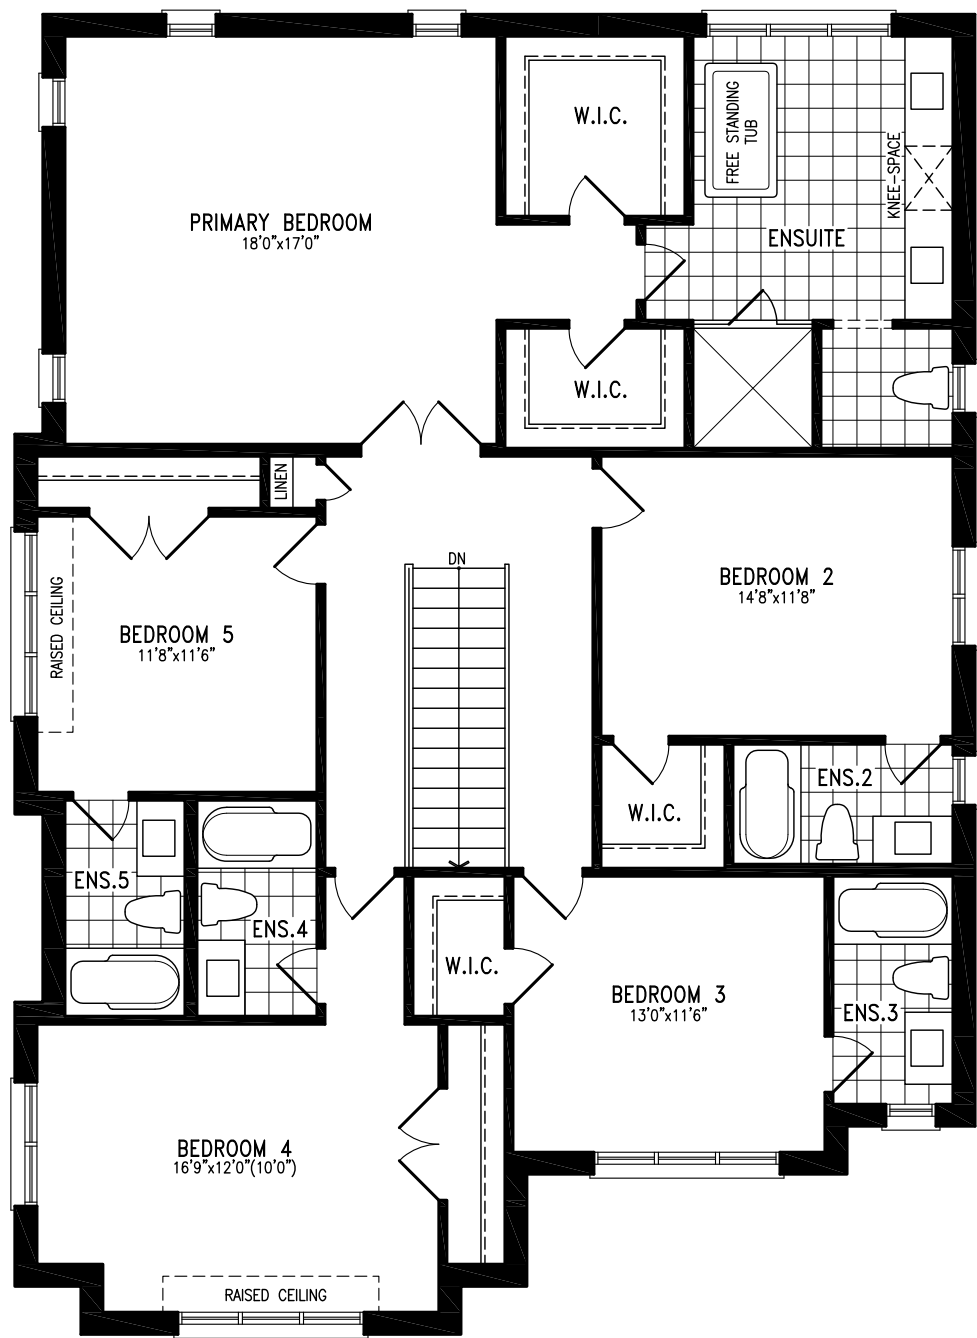 W.I.C.
FREE STANDING
TUB
KNEE-SPACE
PRIMARY BEDROOM
18'0"x17'0"
ENSUITE
W.I.C.
LINEN
DN
BEDROOM 2
14'8"x11'8"
RAISED CEILING
BEDROOM 5
11'8"x11'6"
ENS.2
W.I.C.
ENS.5
ENS.4
W.I.C.
BEDROOM 3
13'0"x11'6"
ENS.3
BEDROOM 4
16'9"x12'0"(10'0")
RAISED CEILING